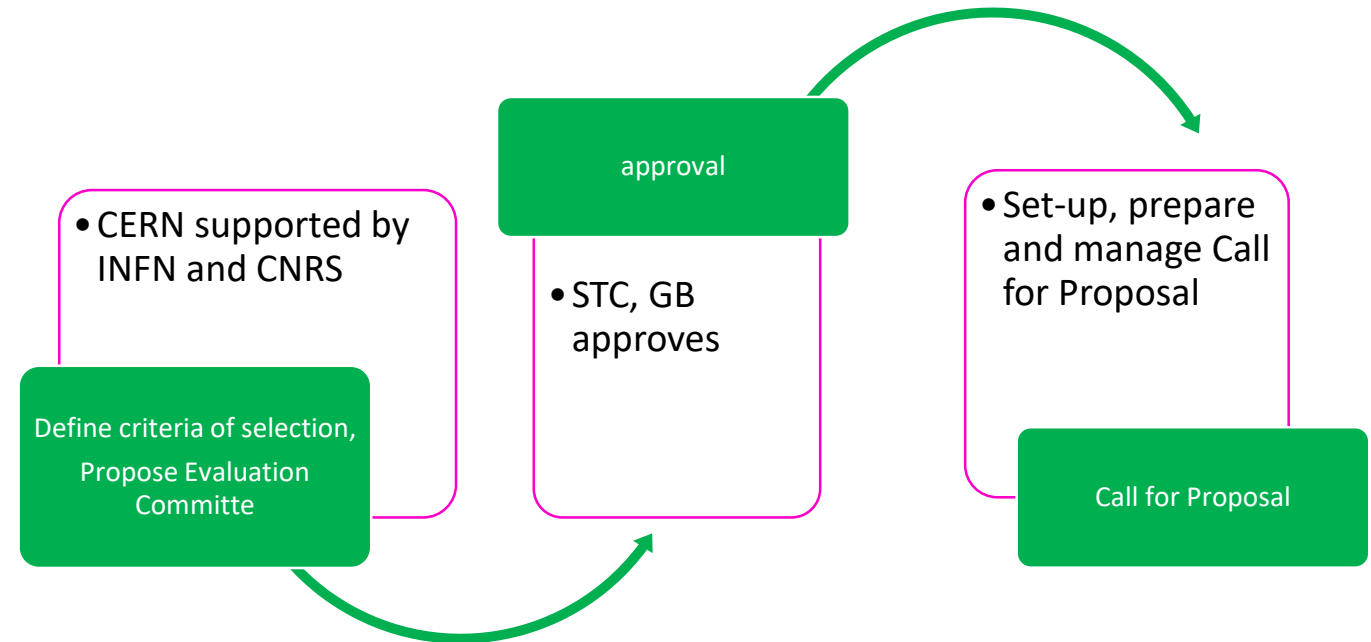 • CERN supported by
INFN and CNRS
Define criteria of selection,
Propose Evaluation
Committe
approval
• STC, GB
approves
• Set-up, prepare
and manage Call
for Proposal
Call for Proposal